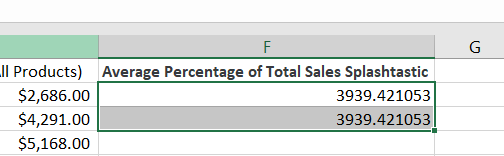 F G
ll Products) Average Percentage of Total Sales Splashtastic
$2,686.00 3939.421053
$4,291.00 3939.421053
$5,168.00